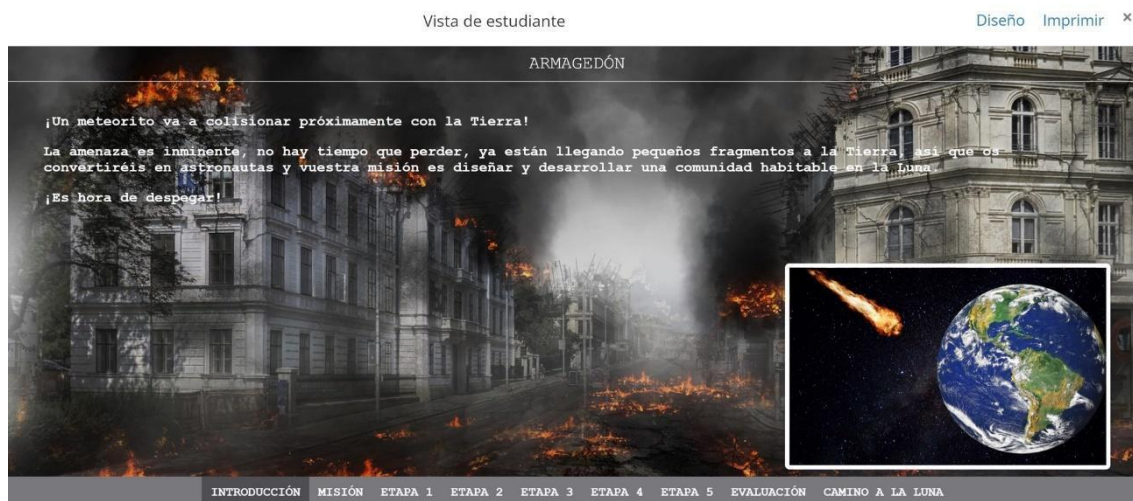 Vista de estudiante
Diseño Imprimir ×
ARMAGEDÓN
¡Un meteorito va a colisionar próximamente con la Tierra!
La amenaza es inminente, no hay tiempo que perder, ya están llegando pequeños fragmentos a la Tierra, así que os
convertiréis en astronautas y vuestra misión es diseñar y desarrollar una comunidad habitable en la Luna.
¡Es hora de despegar!
INTRODUCCIÓN MISIÓN ETAPA 1 ETAPA 2 ETAPA 3 ETAPA 4 ETAPA 5 EVALUACIÓN CAMINO A LA LUNA